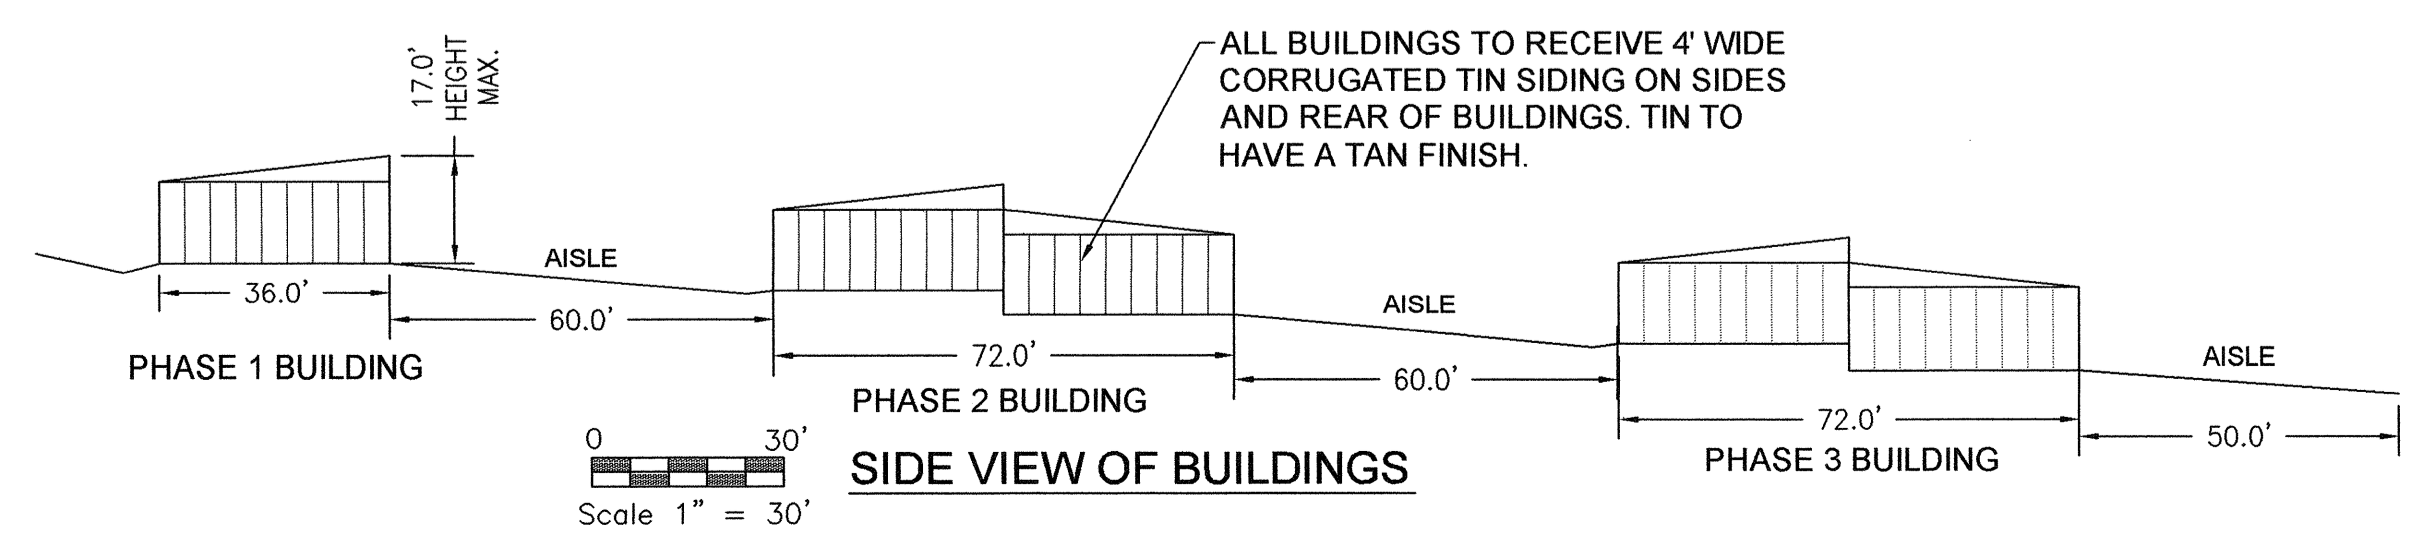 17.0'
HEIGHT
MAX.
ALL BUILDINGS TO RECEIVE 4' WIDE
CORRUGATED TIN SIDING ON SIDES
AND REAR OF BUILDINGS. TIN TO
HAVE A TAN FINISH.
AISLE
36.0'
60.0'
PHASE 1 BUILDING
72.0'
PHASE 2 BUILDING
AISLE
60.0'
AISLE
72.0'
50.0'
PHASE 3 BUILDING
0 30'
Scale 1" = 30'
SIDE VIEW OF BUILDINGS